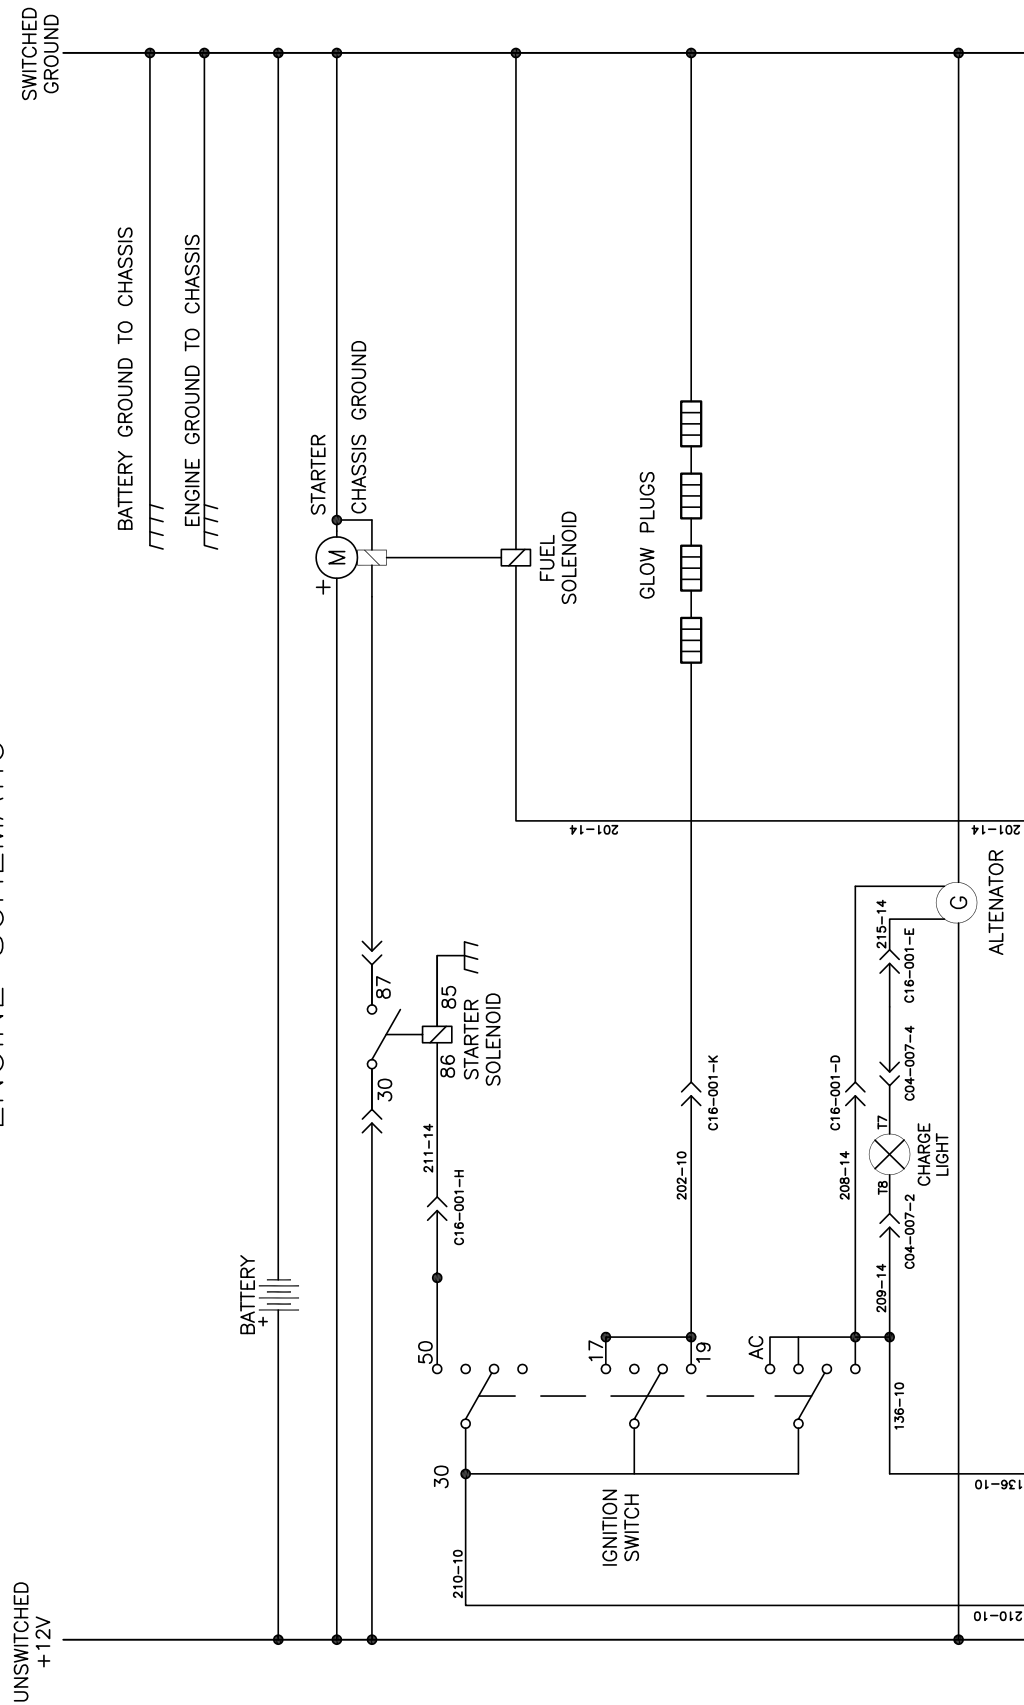 SWITCHED
GROUND
BATTERY GROUND TO CHASSIS
ENGINE GROUND TO CHASSIS
STARTER
CHASSIS GROUND
M
+
FUEL
SOLENOID
GLOW PLUGS
201-14
201-14
ALTENATOR
G
215-14
C16-001-E
C04-007-4
T7
CHARGE
LIGHT
T8
C04-007-2
209-14
C16-001-D
208-14
C16-001-K
202-10
87
30
85
86
STARTER
SOLENOID
211-14
C16-001-H
BATTERY
+
50
17
19
AC
136-10
136-10
30
IGNITION
SWITCH
210-10
210-10
UNSWITCHED
+12V